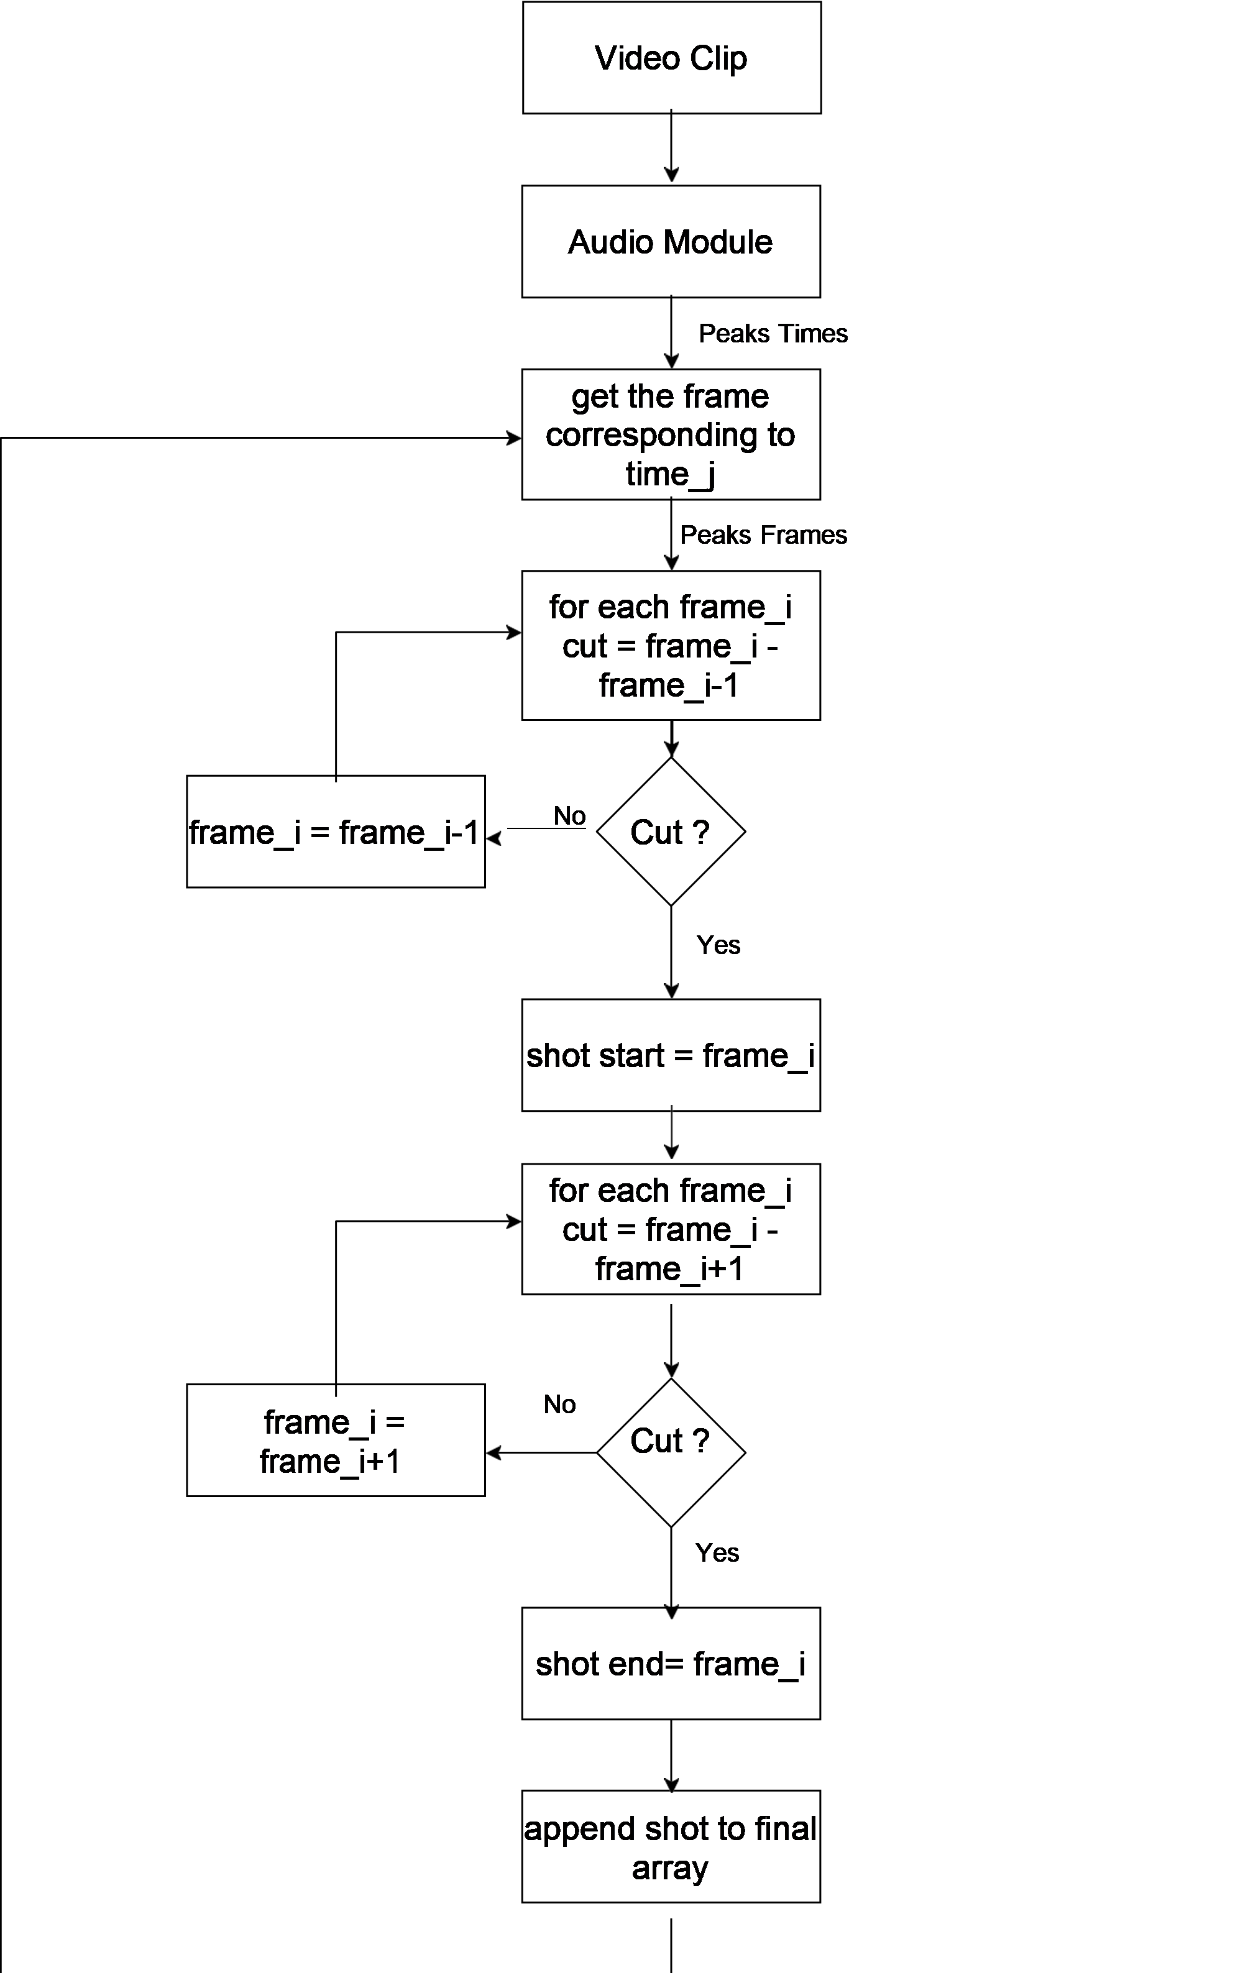 Video Clip
Audio Module
Peaks Times
get the frame
corresponding to
time_j
Peaks Frames
for each frame_i
cut = frame_i -
frame_i-1
No
frame_i = frame_i-1
Cut ?
Yes
shot start = frame_i
for each frame_i
cut = frame_i -
frame_i+1
No
frame_i =
frame_i+1
Cut ?
Yes
shot end= frame_i
append shot to final
array